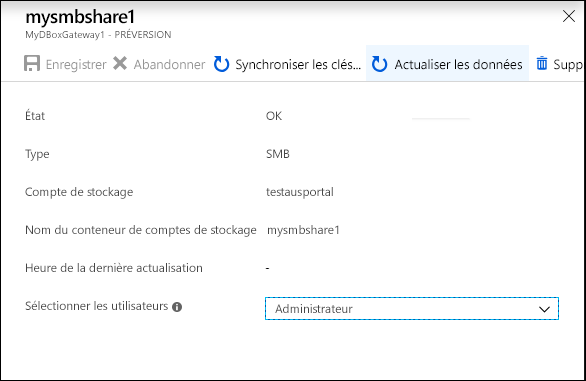 mysmbshare1
MyDBoxGateway1 - PRÉVERSION
Enregistrer Abandonner Synchroniser les clés... Actualiser les données Supp
État OK
Type SMB
Compte de stockage testausportal
Nom du conteneur de comptes de stockage mysmbshare1
Heure de la dernière actualisation -
Sélectionner les utilisateurs Administrateur